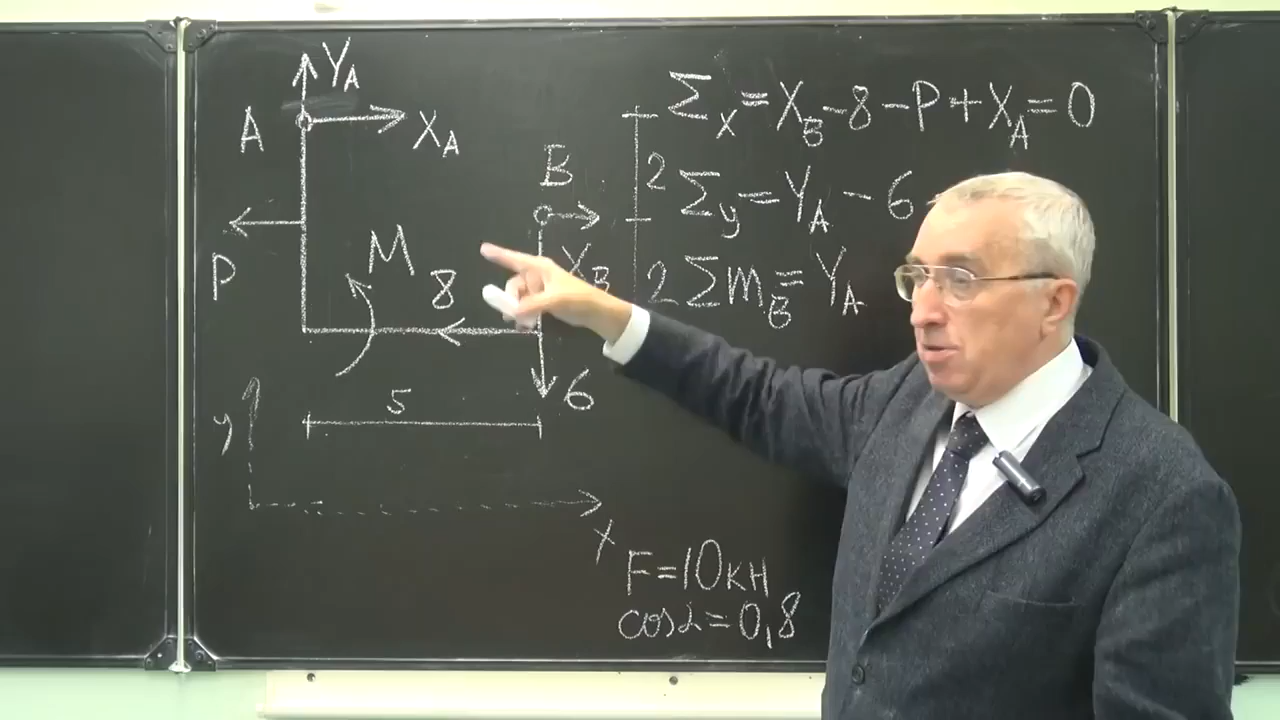 Y_A
A
X_A
B
P
M
8
X_B
6
5
y
x
2
2
Σ_x = X_B - 8 - P + X_A = 0
Σ_y = Y_A - 6
Σm_B = Y_A
F = 10 кН
cos α = 0,8